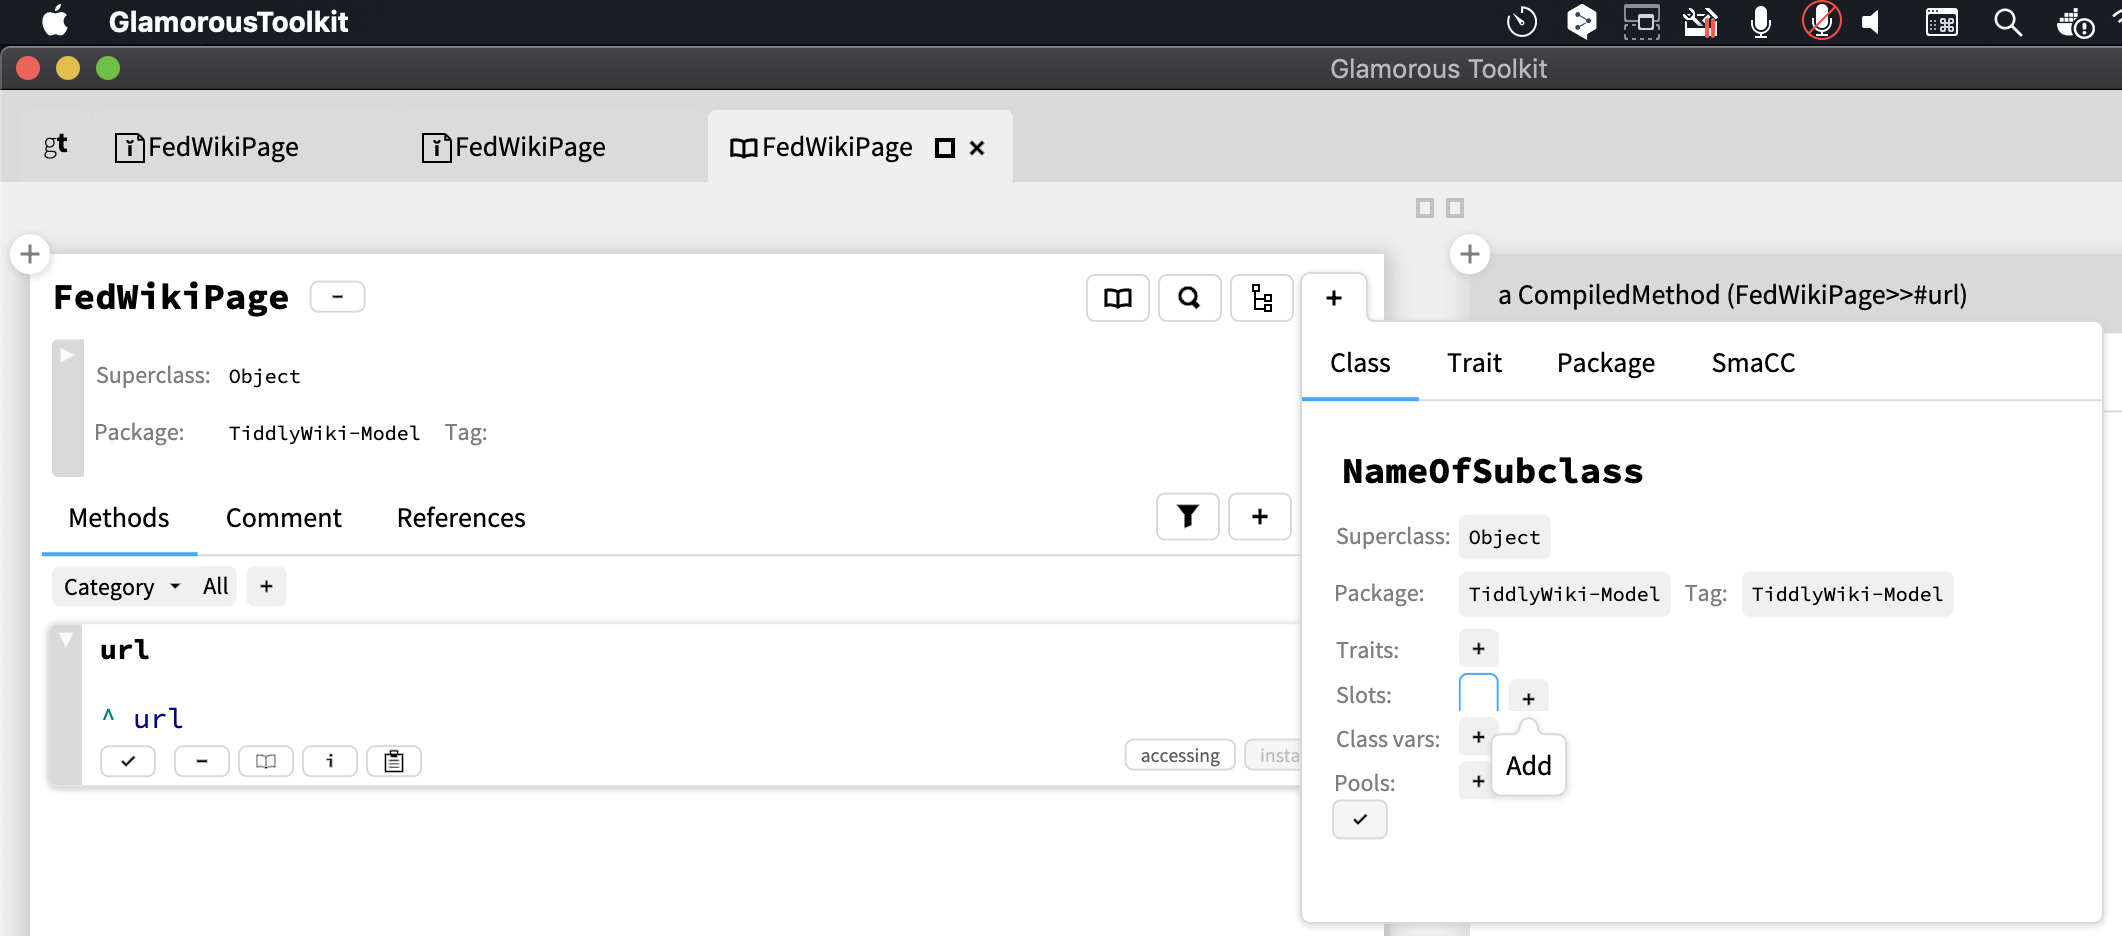 GlamorousToolkit
Glamorous Toolkit
gt FedWikiPage FedWikiPage FedWikiPage
FedWikiPage
Superclass: Object
Package: TiddlyWiki-Model Tag:
Methods Comment References
Category All +
url
^ url
accessing insta
a CompiledMethod (FedWikiPage>>#url)
Class Trait Package SmaCC
NameOfSubclass
Superclass: Object
Package: TiddlyWiki-Model Tag: TiddlyWiki-Model
Traits: +
Slots: +
Class vars: +
Add
Pools: +